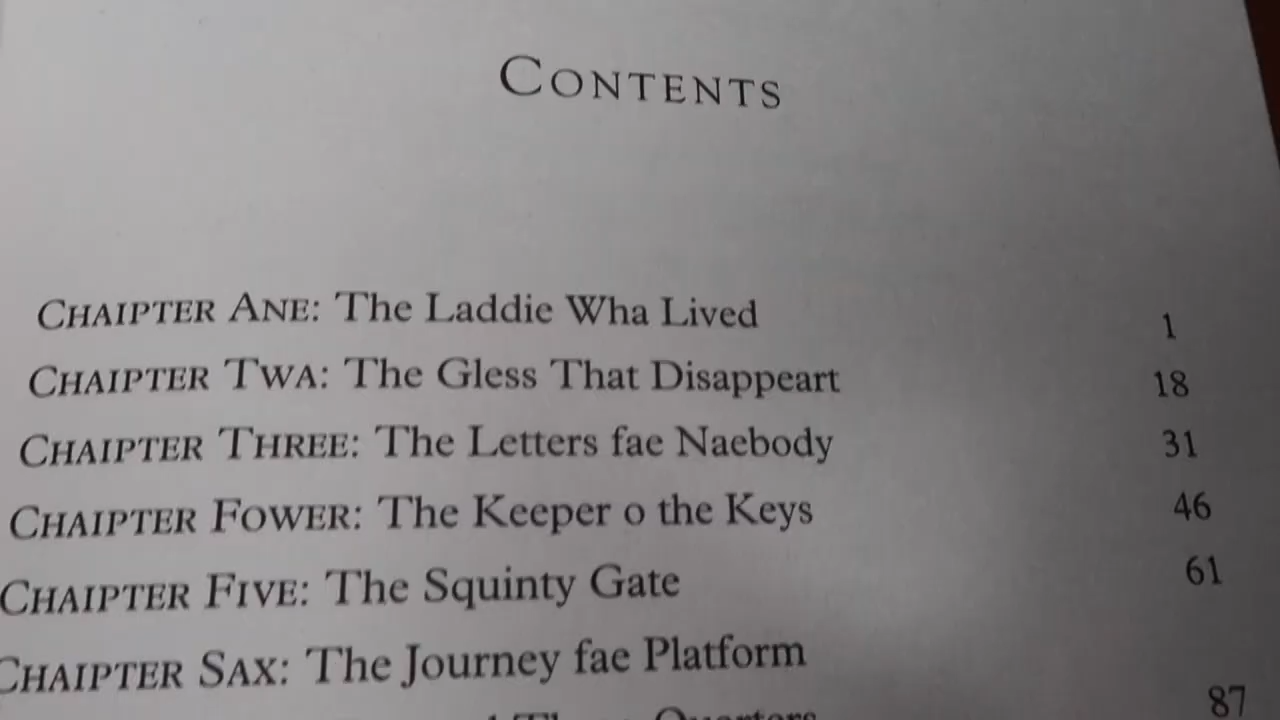 CONTENTS
CHAIPTER ANE: The Laddie Wha Lived 1
CHAIPTER TWA: The Gless That Disappeart 18
CHAIPTER THREE: The Letters fae Naebody 31
CHAIPTER FOWER: The Keeper o the Keys 46
CHAIPTER FIVE: The Squinty Gate 61
CHAIPTER SAX: The Journey fae Platform
Quarters 87